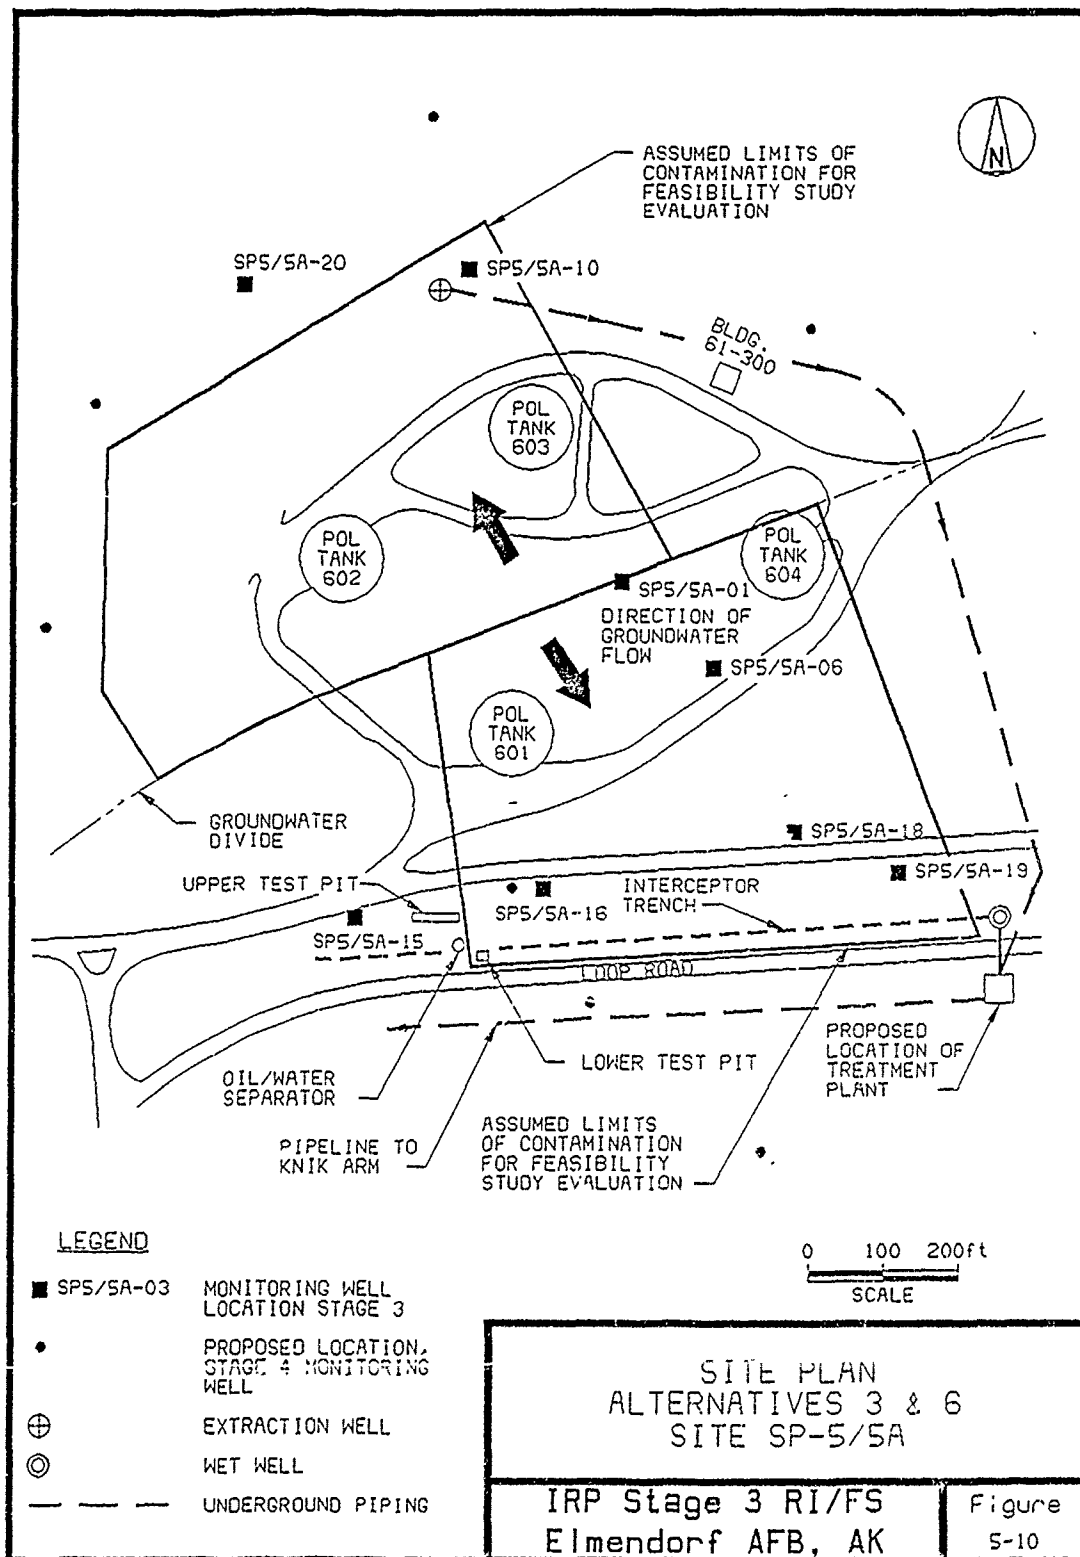 N
ASSUMED LIMITS OF
CONTAMINATION FOR
FEASIBILITY STUDY
EVALUATION
SP5/5A-20
SP5/5A-10
BLDG.
61-300
POL
TANK
603
POL
TANK
602
POL
TANK
604
SP5/5A-01
DIRECTION OF
GROUNDWATER
FLOW
SP5/5A-06
POL
TANK
601
GROUNDWATER
DIVIDE
SP5/5A-18
UPPER TEST PIT
INTERCEPTOR
TRENCH
SP5/5A-19
SP5/5A-16
SP5/5A-15
LOOP ROAD
PROPOSED
LOCATION OF
TREATMENT
PLANT
LOWER TEST PIT
OIL/WATER
SEPARATOR
ASSUMED LIMITS
OF CONTAMINATION
FOR FEASIBILITY
STUDY EVALUATION
PIPELINE TO
KNIK ARM
LEGEND
0 100 200ft
SCALE
SP5/5A-03 MONITORING WELL
LOCATION STAGE 3
PROPOSED LOCATION,
STAGE 4 MONITORING
WELL
EXTRACTION WELL
WET WELL
UNDERGROUND PIPING
SITE PLAN
ALTERNATIVES 3 & 6
SITE SP-5/5A
IRP Stage 3 RI/FS
Elmendorf AFB, AK
Figure
5-10